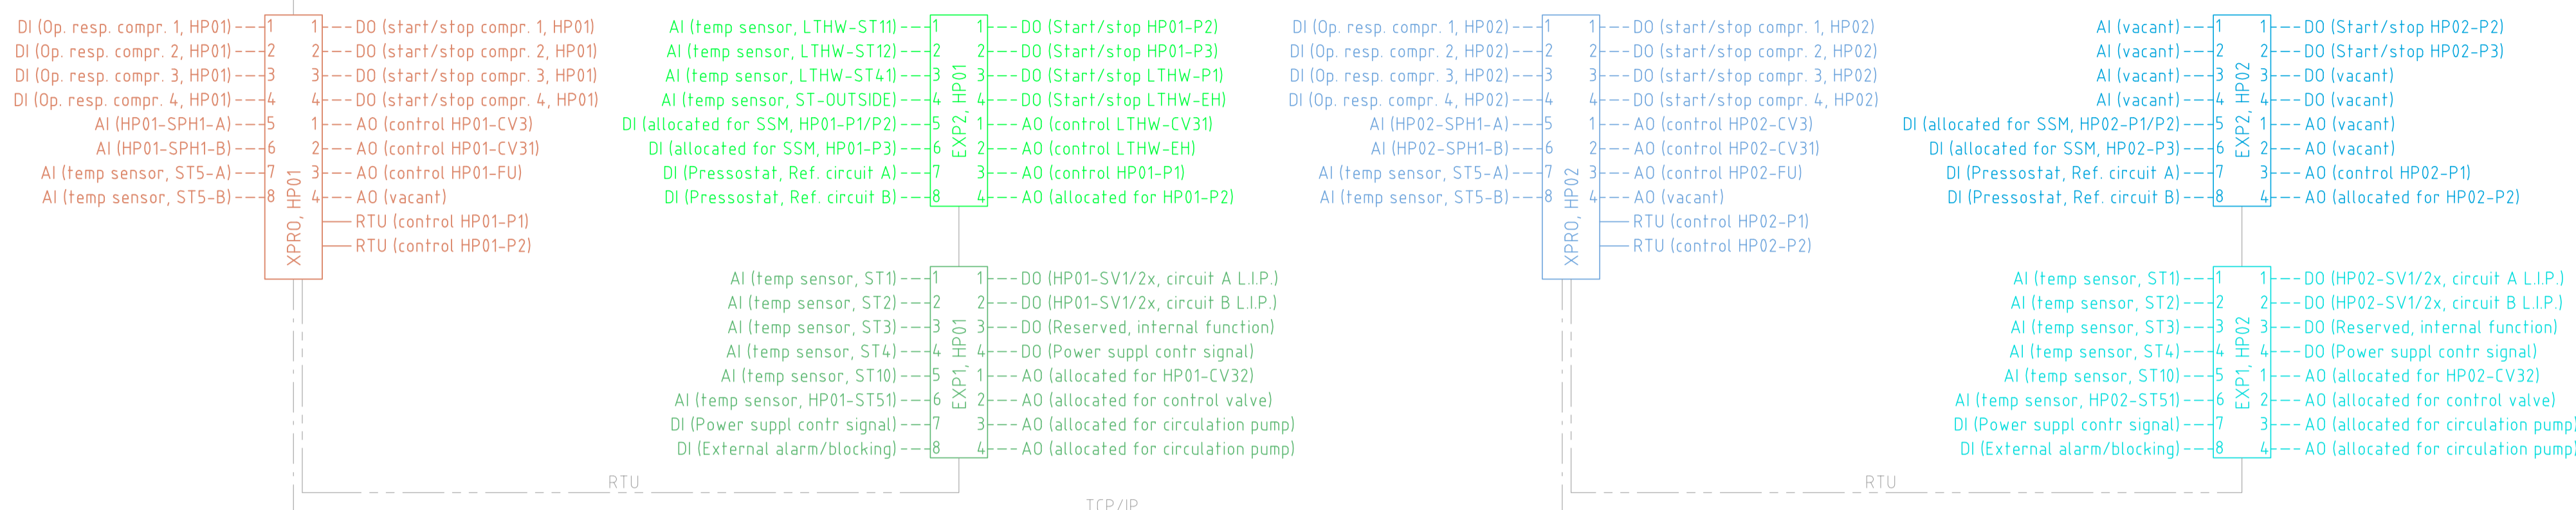 DI (Op. resp. compr. 1, HP01) 1 1 DO (start/stop compr. 1, HP01)
DI (Op. resp. compr. 2, HP01) 2 2 DO (start/stop compr. 2, HP01)
DI (Op. resp. compr. 3, HP01) 3 3 DO (start/stop compr. 3, HP01)
DI (Op. resp. compr. 4, HP01) 4 4 DO (start/stop compr. 4, HP01)
AI (HP01-SPH1-A) 5 1 AO (control HP01-CV3)
AI (HP01-SPH1-B) 6 2 AO (control HP01-CV31)
AI (temp sensor, ST5-A) 7 3 AO (control HP01-FU)
AI (temp sensor, ST5-B) 8 4 AO (vacant)
RTU (control HP01-P1)
RTU (control HP01-P2)
XPRO, HP01
AI (temp sensor, LTHW-ST11) 1 1 DO (Start/stop HP01-P2)
AI (temp sensor, LTHW-ST12) 2 2 DO (Start/stop HP01-P3)
AI (temp sensor, LTHW-ST41) 3 3 DO (Start/stop LTHW-P1)
AI (temp sensor, ST-OUTSIDE) 4 4 DO (Start/stop LTHW-EH)
DI (allocated for SSM, HP01-P1/P2) 5 1 AO (control LTHW-CV31)
DI (allocated for SSM, HP01-P3) 6 2 AO (control LTHW-EH)
DI (Pressostat, Ref. circuit A) 7 3 AO (control HP01-P1)
DI (Pressostat, Ref. circuit B) 8 4 AO (allocated for HP01-P2)
EXP2, HP01
AI (temp sensor, ST1) 1 1 DO (HP01-SV1/2x, circuit A L.I.P.)
AI (temp sensor, ST2) 2 2 DO (HP01-SV1/2x, circuit B L.I.P.)
AI (temp sensor, ST3) 3 3 DO (Reserved, internal function)
AI (temp sensor, ST4) 4 4 DO (Power suppl contr signal)
AI (temp sensor, ST10) 5 1 AO (allocated for HP01-CV32)
AI (temp sensor, HP01-ST51) 6 2 AO (allocated for control valve)
DI (Power suppl contr signal) 7 3 AO (allocated for circulation pump)
DI (External alarm/blocking) 8 4 AO (allocated for circulation pump)
EXP1, HP01
RTU
TCP/IP
DI (Op. resp. compr. 1, HP02) 1 1 DO (start/stop compr. 1, HP02)
DI (Op. resp. compr. 2, HP02) 2 2 DO (start/stop compr. 2, HP02)
DI (Op. resp. compr. 3, HP02) 3 3 DO (start/stop compr. 3, HP02)
DI (Op. resp. compr. 4, HP02) 4 4 DO (start/stop compr. 4, HP02)
AI (HP02-SPH1-A) 5 1 AO (control HP02-CV3)
AI (HP02-SPH1-B) 6 2 AO (control HP02-CV31)
AI (temp sensor, ST5-A) 7 3 AO (control HP02-FU)
AI (temp sensor, ST5-B) 8 4 AO (vacant)
RTU (control HP02-P1)
RTU (control HP02-P2)
XPRO, HP02
AI (vacant) 1 1 DO (Start/stop HP02-P2)
AI (vacant) 2 2 DO (Start/stop HP02-P3)
AI (vacant) 3 3 DO (vacant)
AI (vacant) 4 4 DO (vacant)
DI (allocated for SSM, HP02-P1/P2) 5 1 AO (vacant)
DI (allocated for SSM, HP02-P3) 6 2 AO (vacant)
DI (Pressostat, Ref. circuit A) 7 3 AO (control HP02-P1)
DI (Pressostat, Ref. circuit B) 8 4 AO (allocated for HP02-P2)
EXP2, HP02
AI (temp sensor, ST1) 1 1 DO (HP02-SV1/2x, circuit A L.I.P.)
AI (temp sensor, ST2) 2 2 DO (HP02-SV1/2x, circuit B L.I.P.)
AI (temp sensor, ST3) 3 3 DO (Reserved, internal function)
AI (temp sensor, ST4) 4 4 DO (Power suppl contr signal)
AI (temp sensor, ST10) 5 1 AO (allocated for HP02-CV32)
AI (temp sensor, HP02-ST51) 6 2 AO (allocated for control valve)
DI (Power suppl contr signal) 7 3 AO (allocated for circulation pump)
DI (External alarm/blocking) 8 4 AO (allocated for circulation pump
EXP1, HP02
RTU